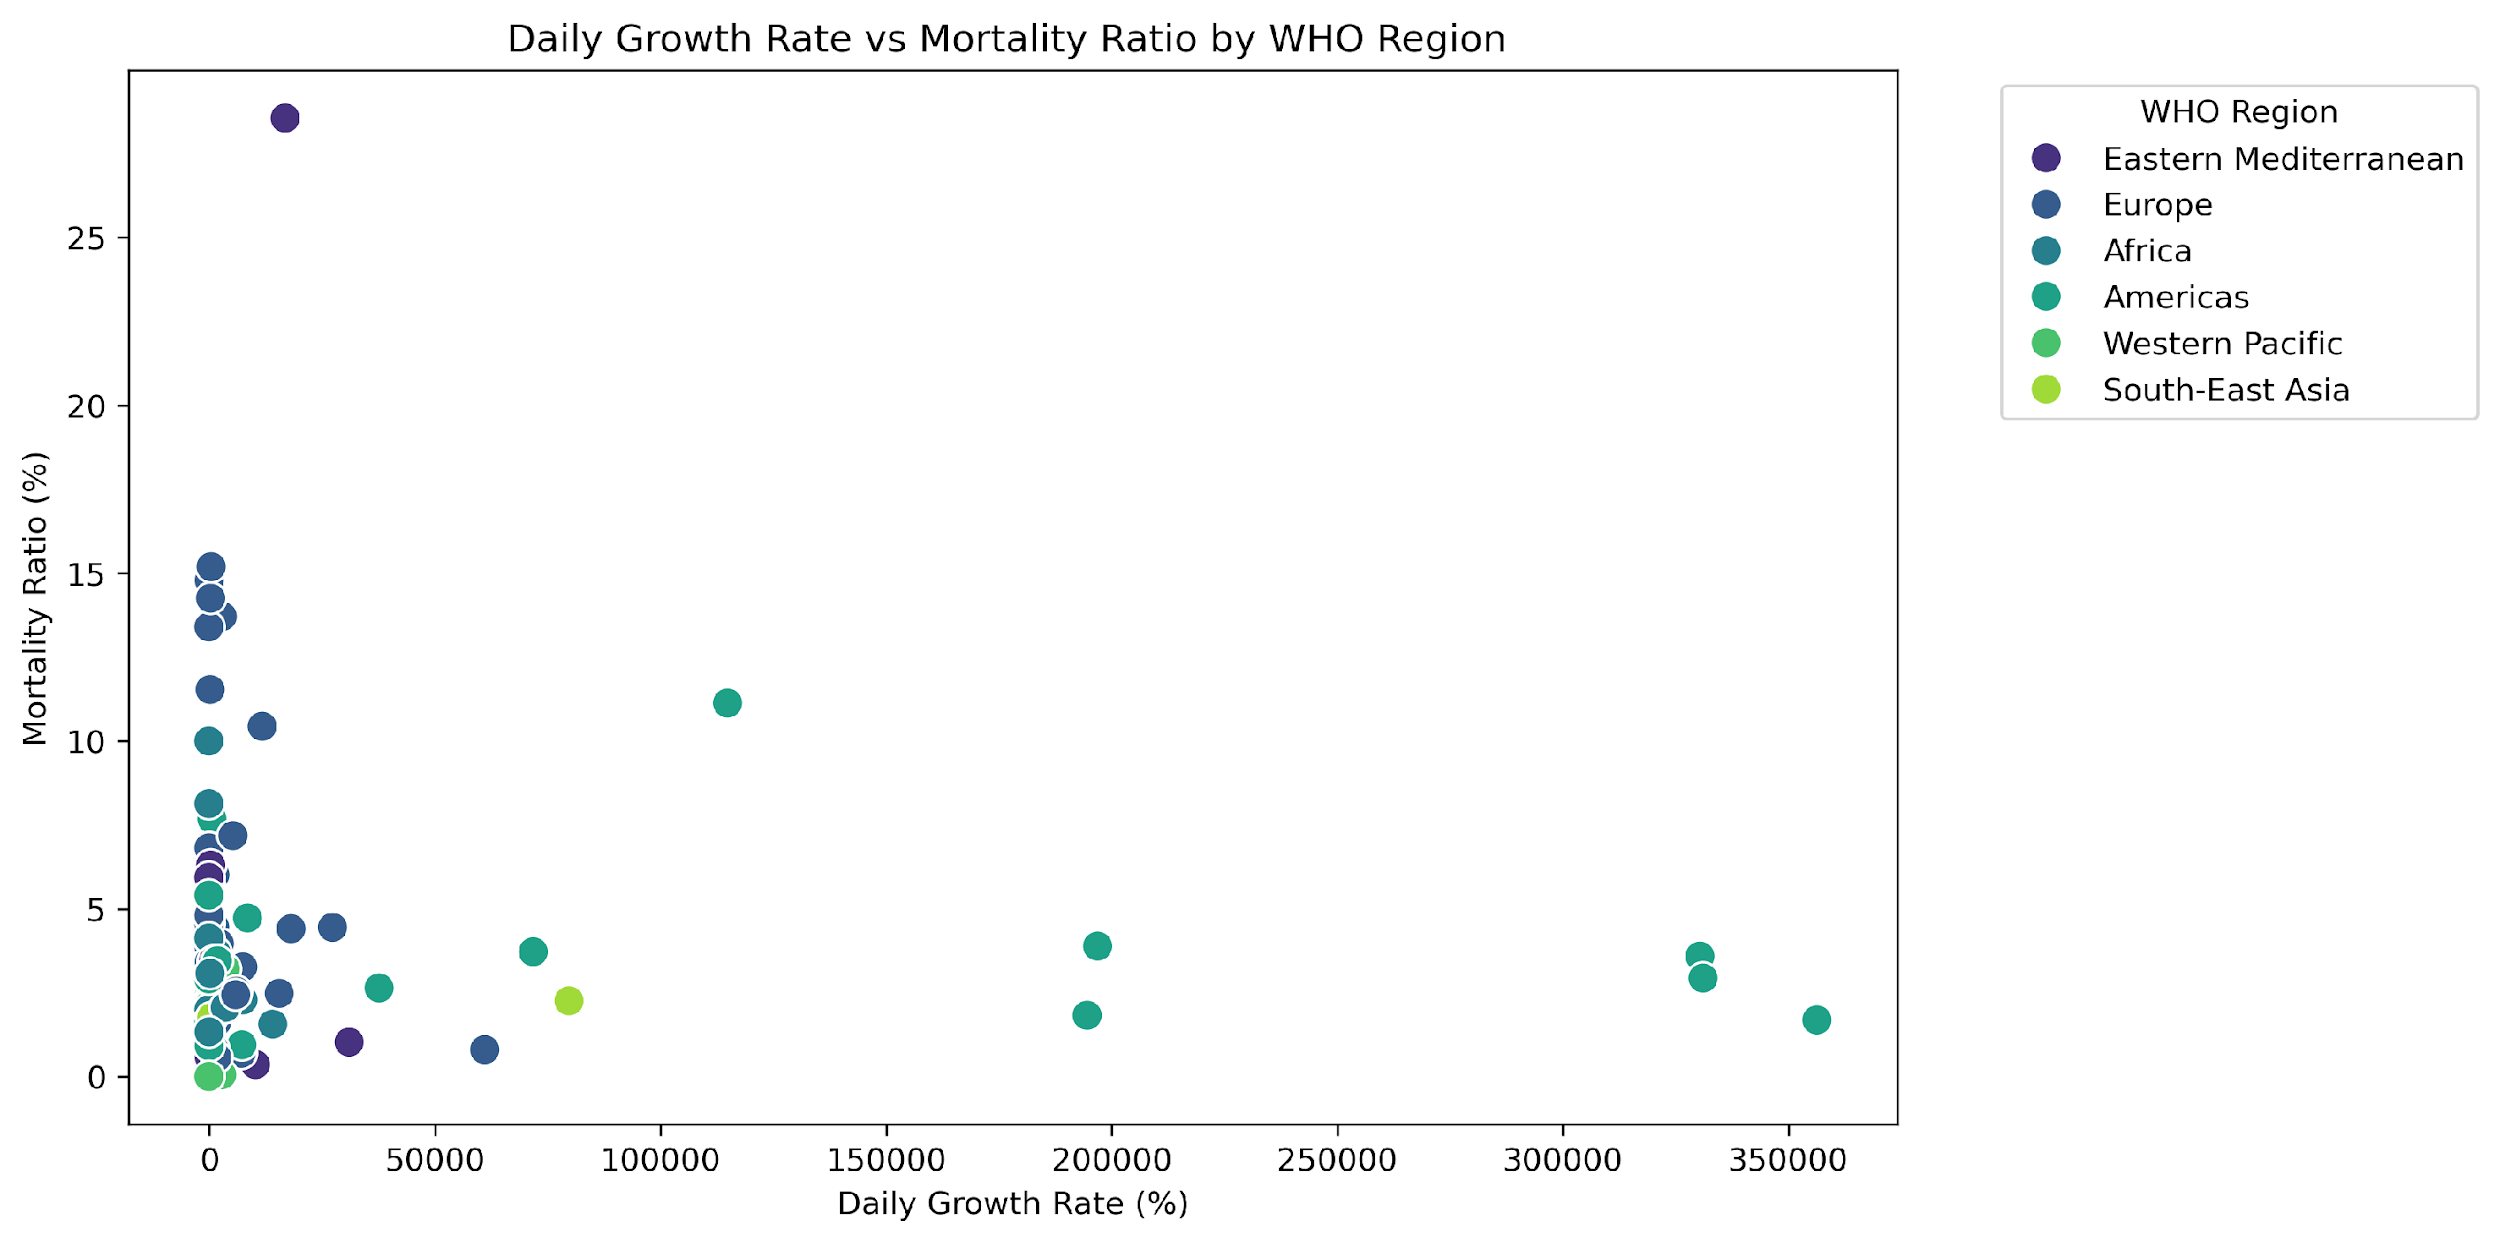 Daily Growth Rate vs Mortality Ratio by WHO Region
WHO Region
Eastern Mediterranean
Europe
Africa
Americas
Western Pacific
South-East Asia
Mortality Ratio (%)
25
20
15
10
5
0
0 50000 100000 150000 200000 250000 300000 350000
Daily Growth Rate (%)